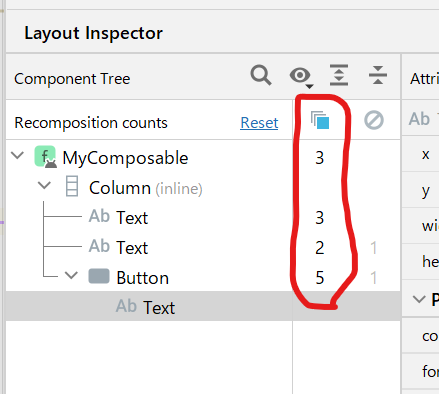 Layout Inspector
Component Tree
Attri
Recomposition counts Reset
Ab
MyComposable 3
x
Column (inline)
y
Ab Text 3
wi
Ab Text 2 1
he
Button 5 1
P
Ab Text
co
for